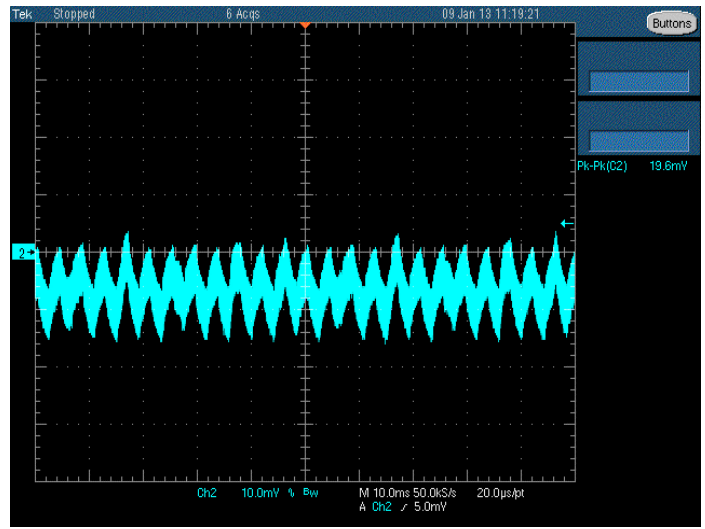 Tek Stopped 6 Acqs 09 Jan 13 11:19:21
Buttons
Pk-Pk(C2) 19.6mV
2
Ch2 10.0mV ∿ Bw M 10.0ms 50.0kS/s 20.0µs/pt
A Ch2 ∕ 5.0mV